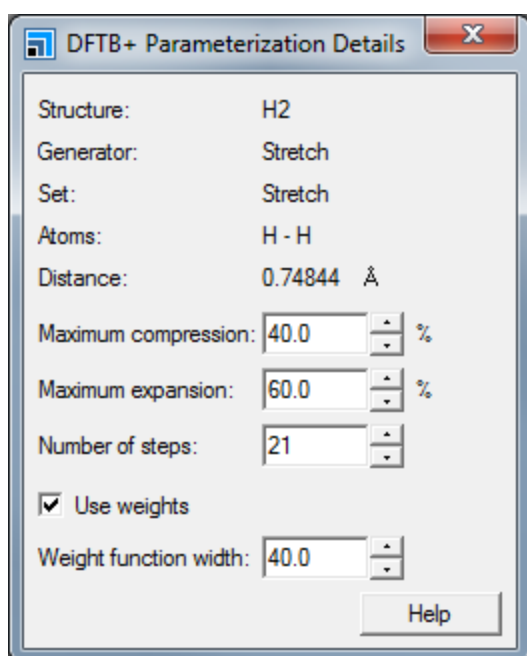 DFTB+ Parameterization Details
Structure: H2
Generator: Stretch
Set: Stretch
Atoms: H - H
Distance: 0.74844 Å
Maximum compression: 40.0 %
Maximum expansion: 60.0 %
Number of steps: 21
Use weights
Weight function width: 40.0
Help